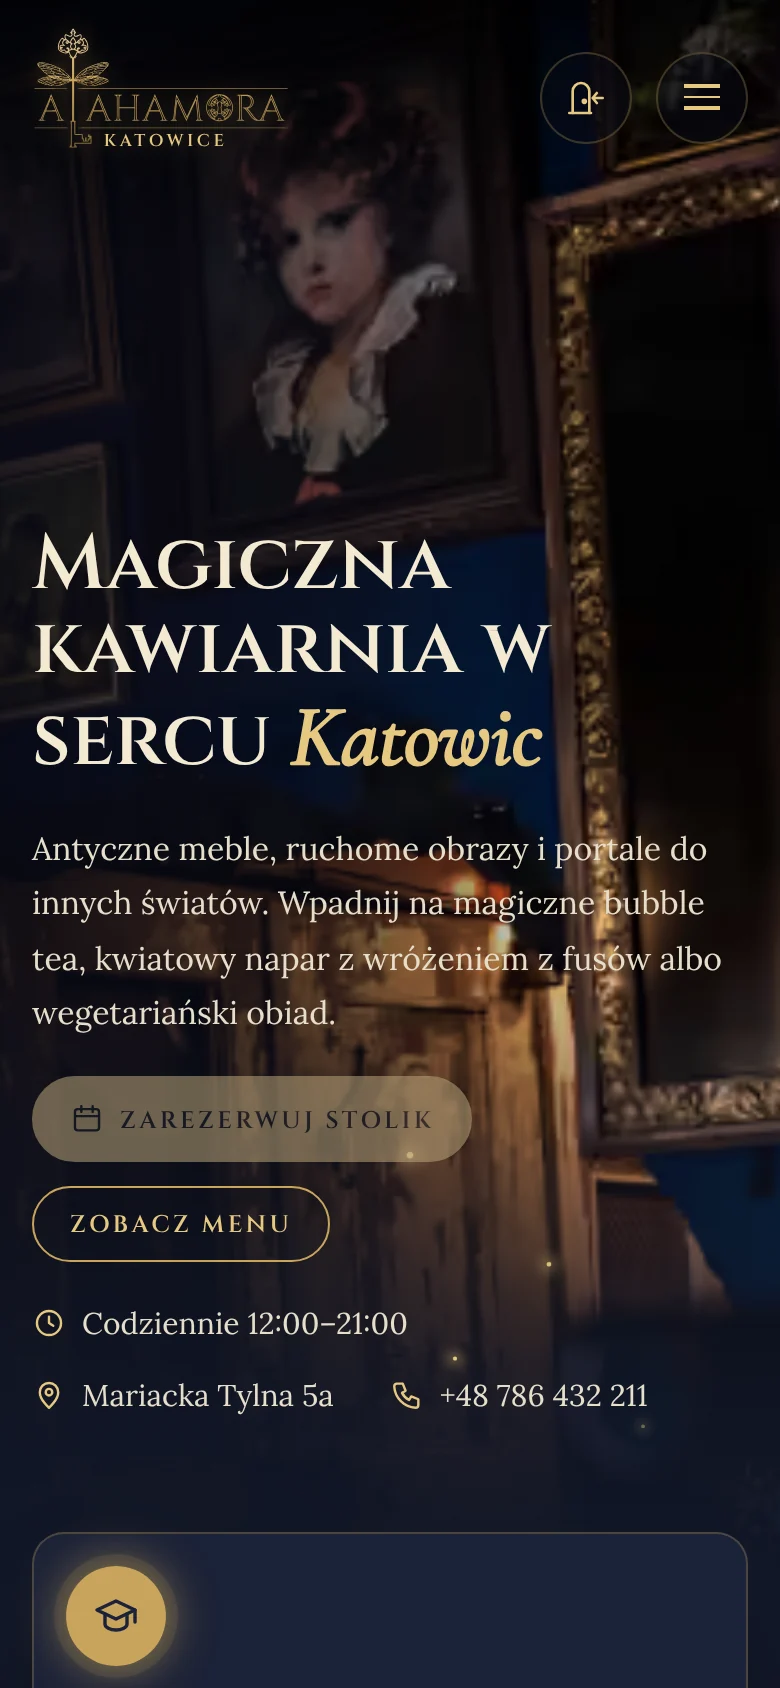 ALAHAMORA
KATOWICE
Magiczna
kawiarnia w
sercu Katowic
Antyczne meble, ruchome obrazy i portale do
innych światów. Wpadnij na magiczne bubble
tea, kwiatowy napar z wróżeniem z fusów albo
wegetariański obiad.
ZAREZERWUJ STOLIK
ZOBACZ MENU
Codziennie 12:00–21:00
Mariacka Tylna 5a
+48 786 432 211